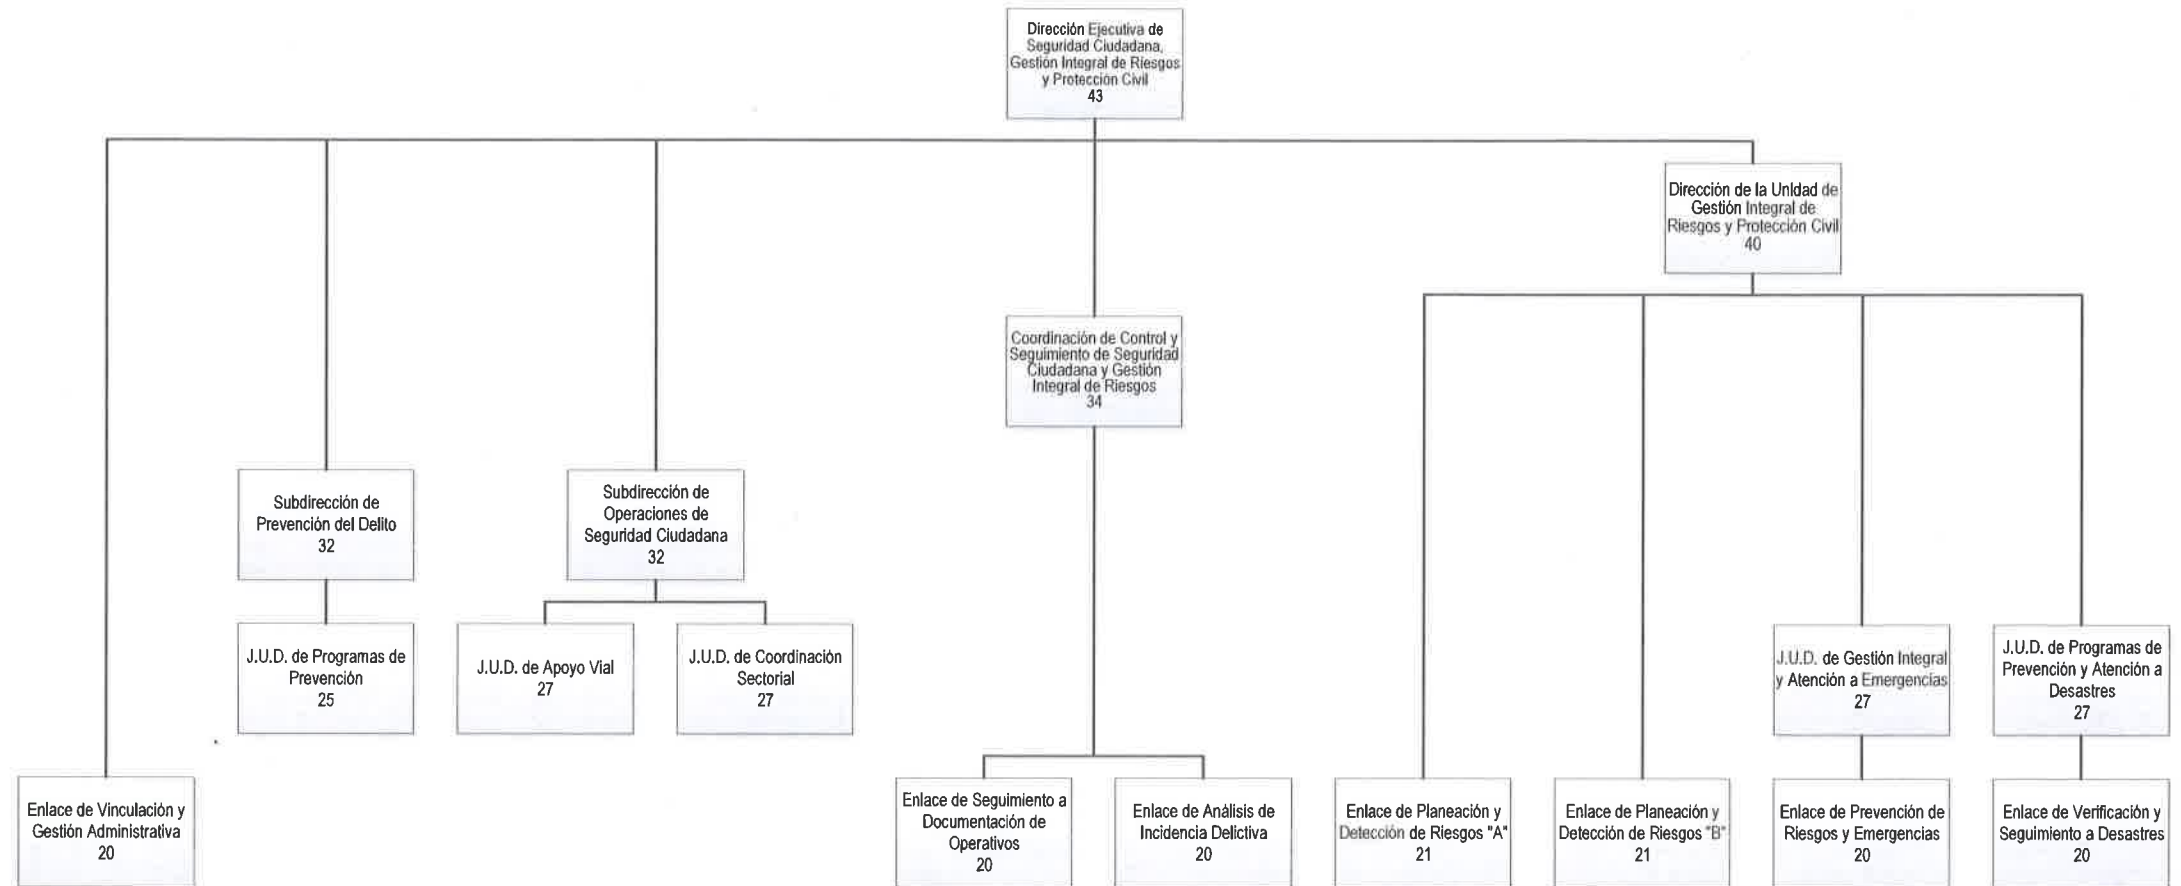 Dirección Ejecutiva de
Seguridad Ciudadana,
Gestión Integral de Riesgos
y Protección Civil
43
Dirección de la Unidad de
Gestión Integral de
Riesgos y Protección Civil
40
Coordinación de Control y
Seguimiento de Seguridad
Ciudadana y Gestión
Integral de Riesgos
34
Subdirección de
Prevención del Delito
32
Subdirección de
Operaciones de
Seguridad Ciudadana
32
J.U.D. de Programas de
Prevención
25
J.U.D. de Apoyo Vial
27
J.U.D. de Coordinación
Sectorial
27
J.U.D. de Gestión Integral
y Atención a Emergencias
27
J.U.D. de Programas de
Prevención y Atención a
Desastres
27
Enlace de Vinculación y
Gestión Administrativa
20
Enlace de Seguimiento a
Documentación de
Operativos
20
Enlace de Análisis de
Incidencia Delictiva
20
Enlace de Planeación y
Detección de Riesgos "A"
21
Enlace de Planeación y
Detección de Riesgos "B"
21
Enlace de Prevención de
Riesgos y Emergencias
20
Enlace de Verificación y
Seguimiento a Desastres
20